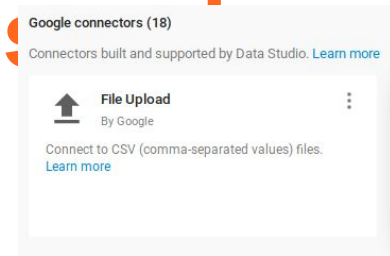 Google connectors (18)
Connectors built and supported by Data Studio. Learn more
File Upload
By Google
Connect to CSV (comma-separated values) files.
Learn more